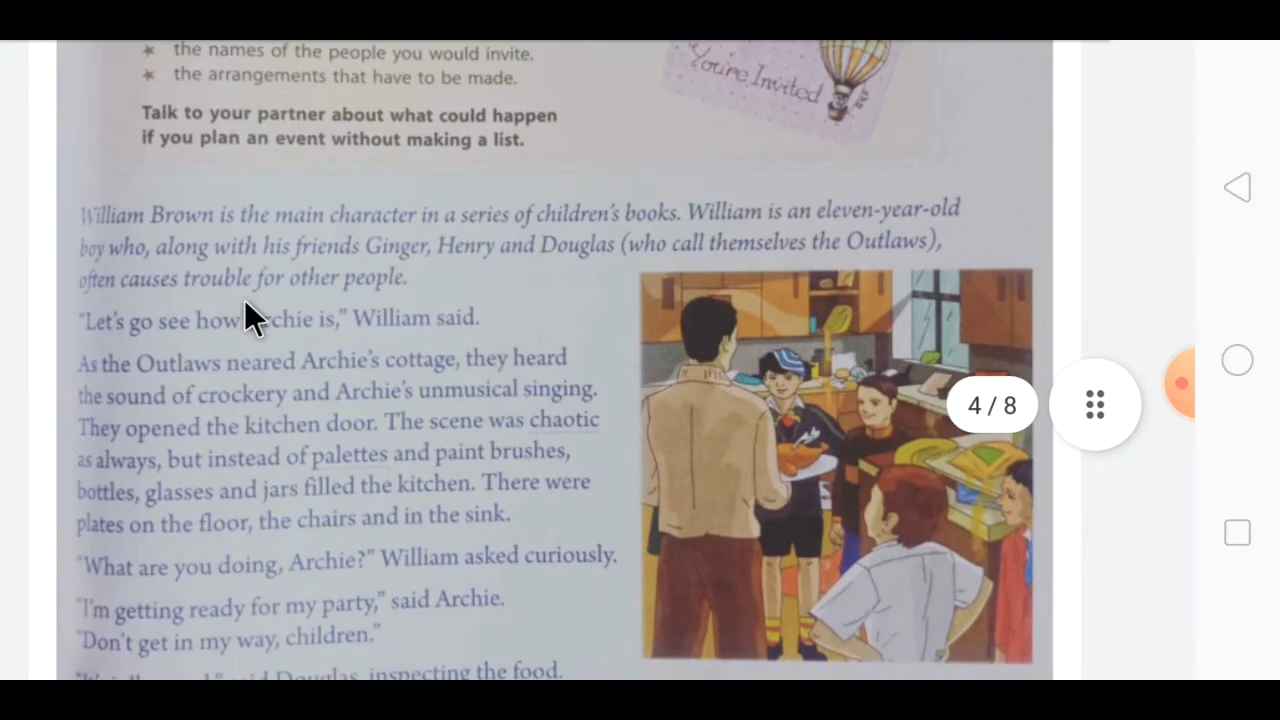 ★ the names of the people you would invite.
★ the arrangements that have to be made.
Talk to your partner about what could happen
if you plan an event without making a list.
You're Invited
William Brown is the main character in a series of children's books. William is an eleven-year-old
boy who, along with his friends Ginger, Henry and Douglas (who call themselves the Outlaws),
often causes trouble for other people.
"Let's go see how is," William said.
As the Outlaws neared Archie's cottage, they heard
the sound of crockery and Archie's unmusical singing.
They opened the kitchen door. The scene was chaotic
as always, but instead of palettes and paint brushes,
bottles, glasses and jars filled the kitchen. There were
plates on the floor, the chairs and in the sink.
"What are you doing, Archie?" William asked curiously.
"I'm getting ready for my party," said Archie.
"Don't get in my way, children."
said Douglas, inspecting the food.
4 / 8